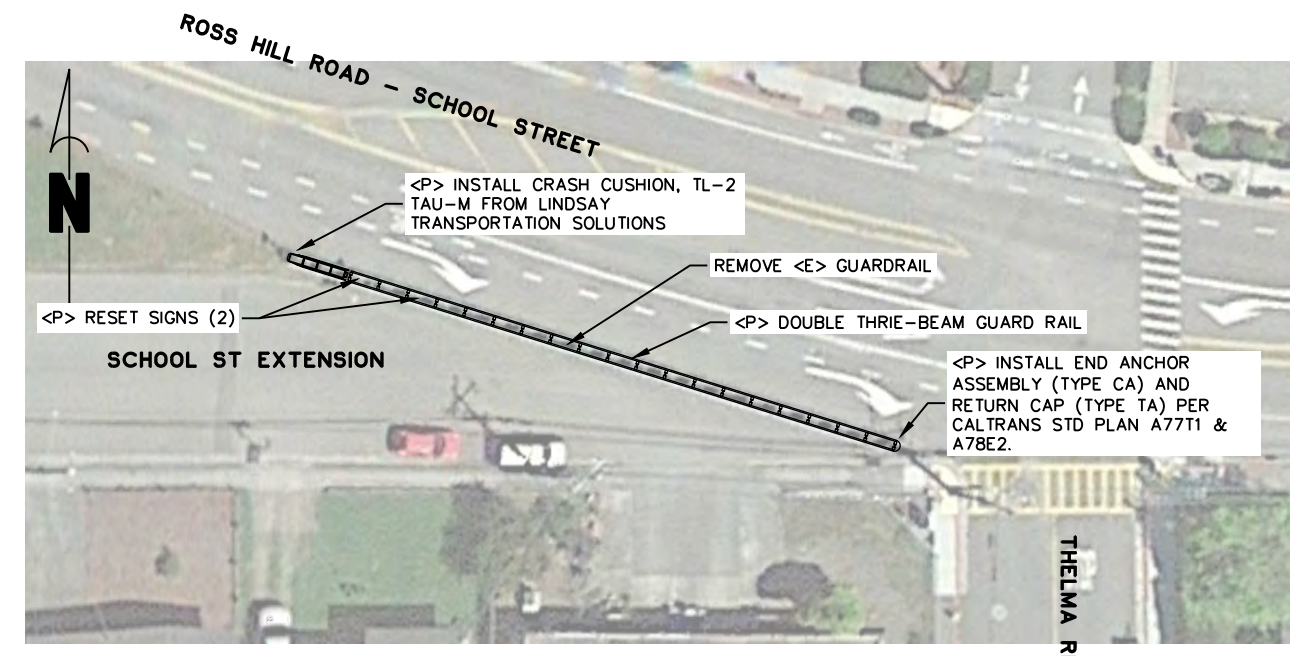 ROSS HILL ROAD - SCHOOL STREET
N
<P> INSTALL CRASH CUSHION, TL-2
TAU-M FROM LINDSAY
TRANSPORTATION SOLUTIONS
REMOVE <E> GUARDRAIL
<P> RESET SIGNS (2)
<P> DOUBLE THRIE-BEAM GUARD RAIL
SCHOOL ST EXTENSION
<P> INSTALL END ANCHOR
ASSEMBLY (TYPE CA) AND
RETURN CAP (TYPE TA) PER
CALTRANS STD PLAN A77T1 &
A78E2.
THELMA R